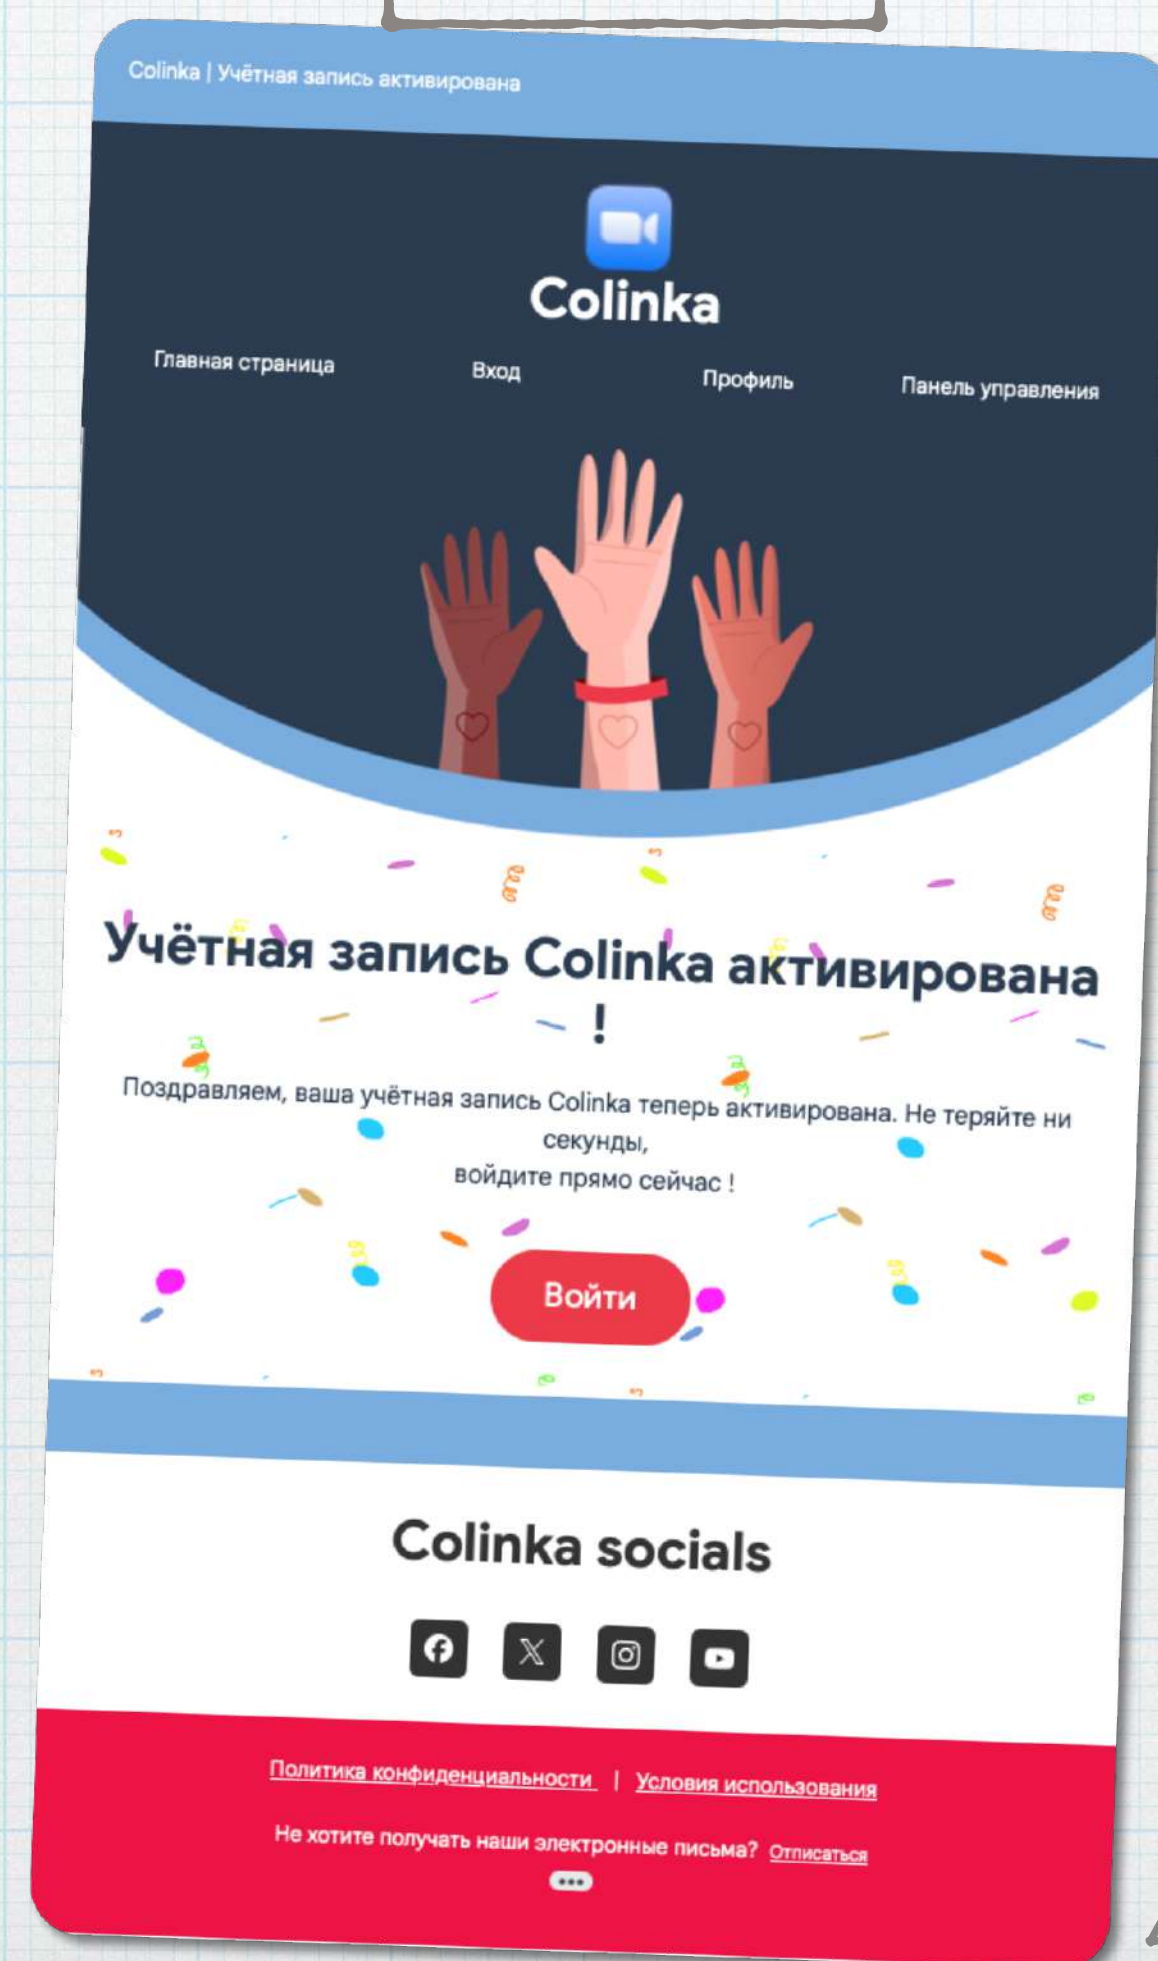 Colinka | Учётная запись активирована
Colinka
Главная страница Вход Профиль Панель управления
Учётная запись Colinka активирована
!
Поздравляем, ваша учётная запись Colinka теперь активирована. Не теряйте ни
секунды,
войдите прямо сейчас !
Войти
Colinka socials
Политика конфиденциальности | Условия использования
Не хотите получать наши электронные письма? Отписаться